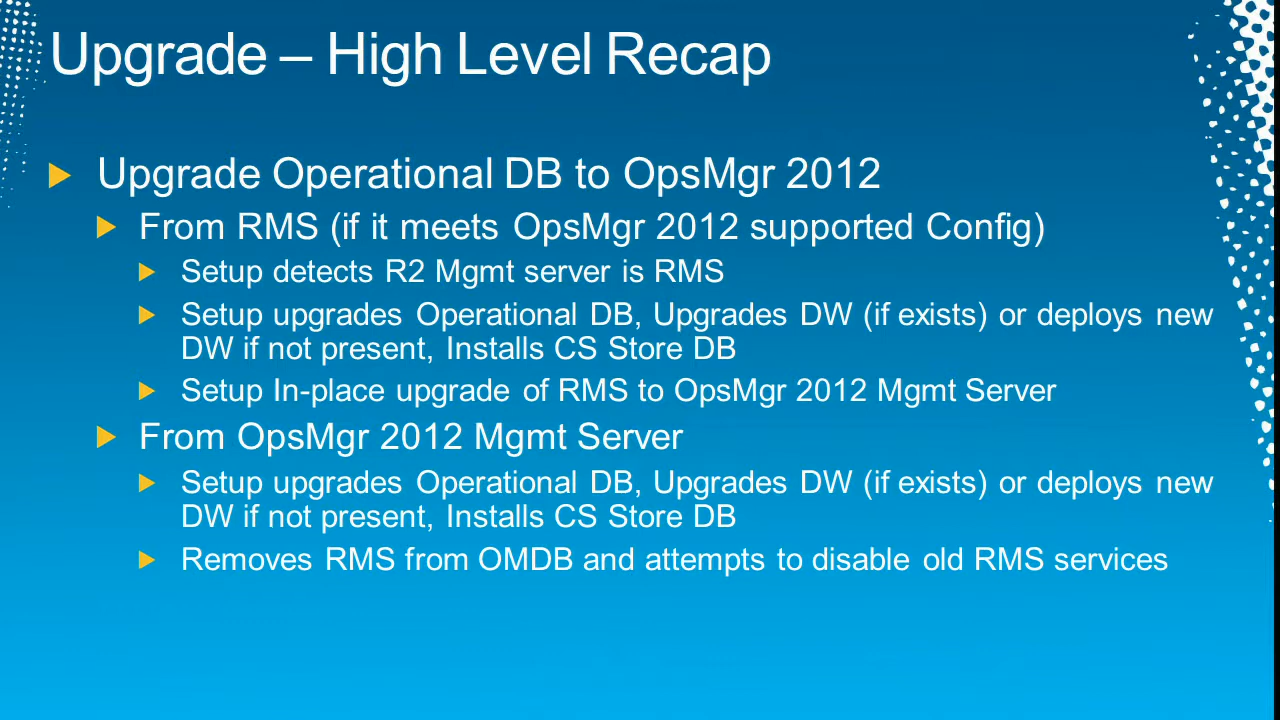 Upgrade – High Level Recap
Upgrade Operational DB to OpsMgr 2012
From RMS (if it meets OpsMgr 2012 supported Config)
Setup detects R2 Mgmt server is RMS
Setup upgrades Operational DB, Upgrades DW (if exists) or deploys new
DW if not present, Installs CS Store DB
Setup In-place upgrade of RMS to OpsMgr 2012 Mgmt Server
From OpsMgr 2012 Mgmt Server
Setup upgrades Operational DB, Upgrades DW (if exists) or deploys new
DW if not present, Installs CS Store DB
Removes RMS from OMDB and attempts to disable old RMS services